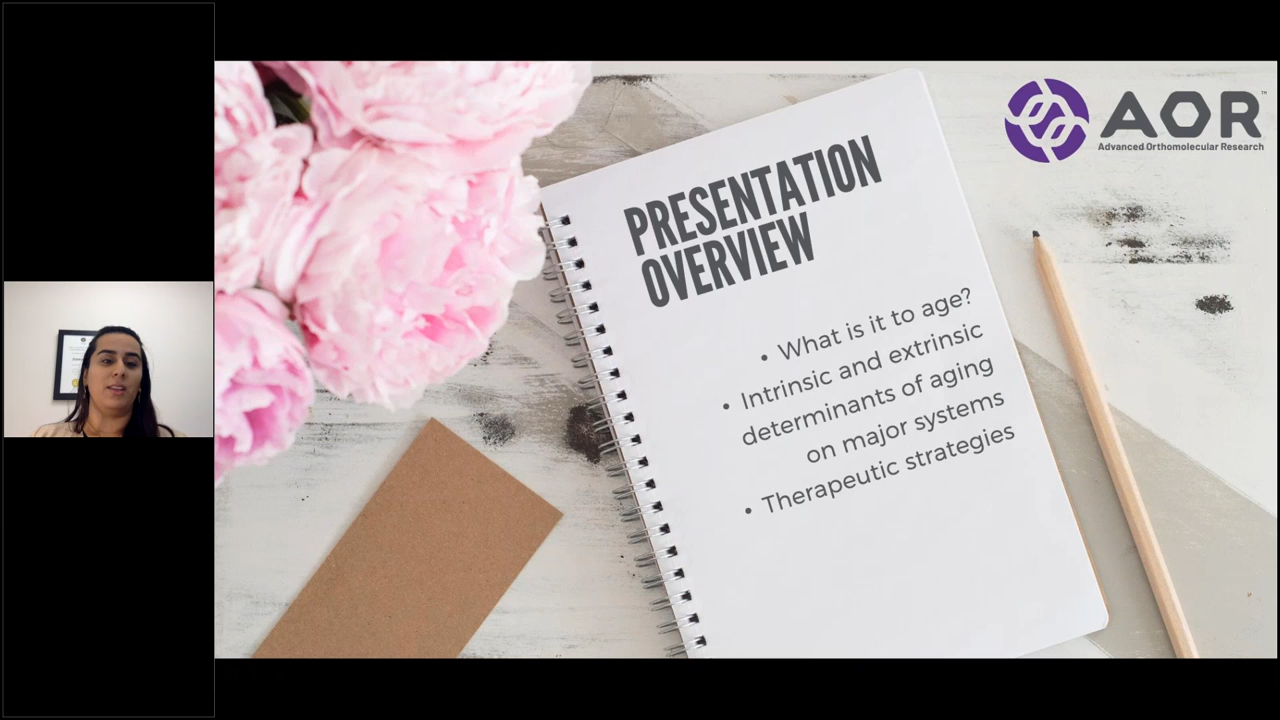 AOR™
Advanced Orthomolecular Research
PRESENTATION
OVERVIEW
• What is it to age?
• Intrinsic and extrinsic
determinants of aging
on major systems
• Therapeutic strategies